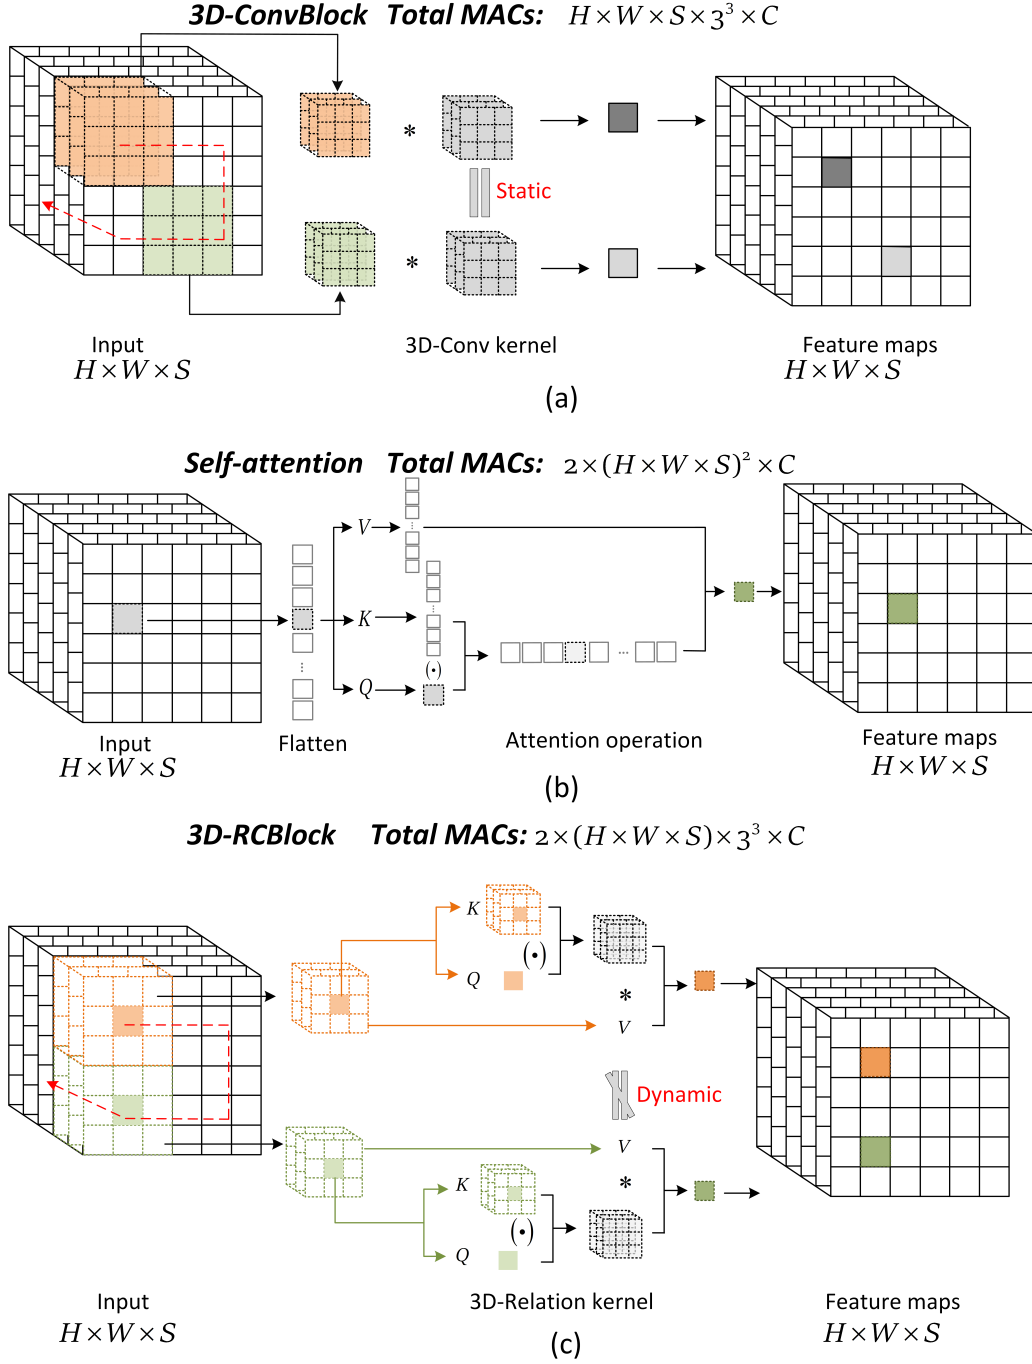 3D-ConvBlock Total MACs: H×W×S×3³×C
*
Static
*
Input
H×W×S
3D-Conv kernel
Feature maps
H×W×S
(a)
Self-attention Total MACs: 2×(H×W×S)²×C
V
K
(·)
Q
...
Input
H×W×S
Flatten
Attention operation
Feature maps
H×W×S
(b)
3D-RCBlock Total MACs: 2×(H×W×S)×3³×C
K
(·)
Q
*
V
Dynamic
V
K
*
(·)
Q
Input
H×W×S
3D-Relation kernel
Feature maps
H×W×S
(c)